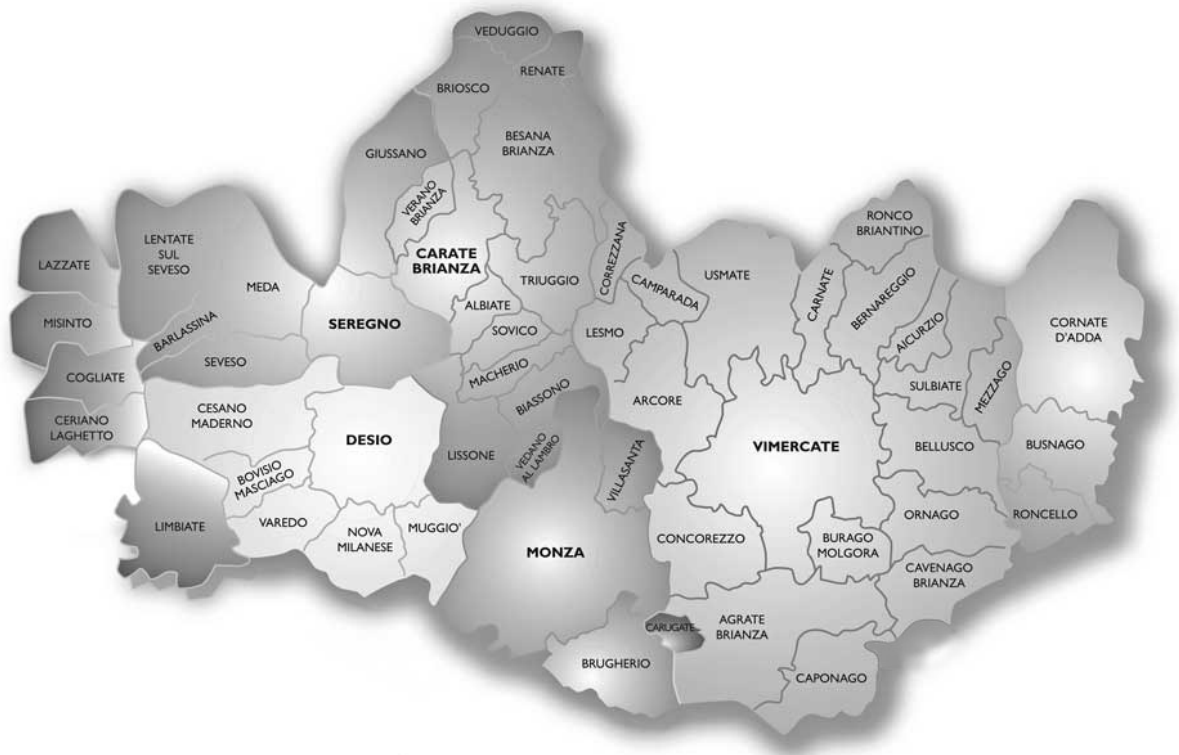 VEDUGGIO
RENATE
BRIOSCO
BESANA
BRIANZA
GIUSSANO
VERANO
BRIANZA
CARATE
BRIANZA
TRIUGGIO
CORREZZANA
LENTATE
SUL
SEVESO
LAZZATE
MEDA
MISINTO
BARLASSINA
SEREGNO
ALBIATE
SOVICO
LESMO
CAMPARADA
USMATE
CARNATE
RONCO
BRIANTINO
BERNAREGGIO
AICURZIO
CORNATE
D'ADDA
COGLIATE
SEVESO
MACHERIO
BIASSONO
ARCORE
SULBIATE
MEZZAGO
CERIANO
LAGHETTO
CESANO
MADERNO
DESIO
LISSONE
VEDANO
AL LAMBRO
VILLASANTA
VIMERCATE
BELLUSCO
BUSNAGO
BOVISIO
MASCIAGO
LIMBIATE
VAREDO
NOVA
MILANESE
MUGGIO'
MONZA
CONCOREZZO
BURAGO
MOLGORA
ORNAGO
RONCELLO
CAVENAGO
BRIANZA
CARUGATE
AGRATE
BRIANZA
BRUGHERIO
CAPONAGO